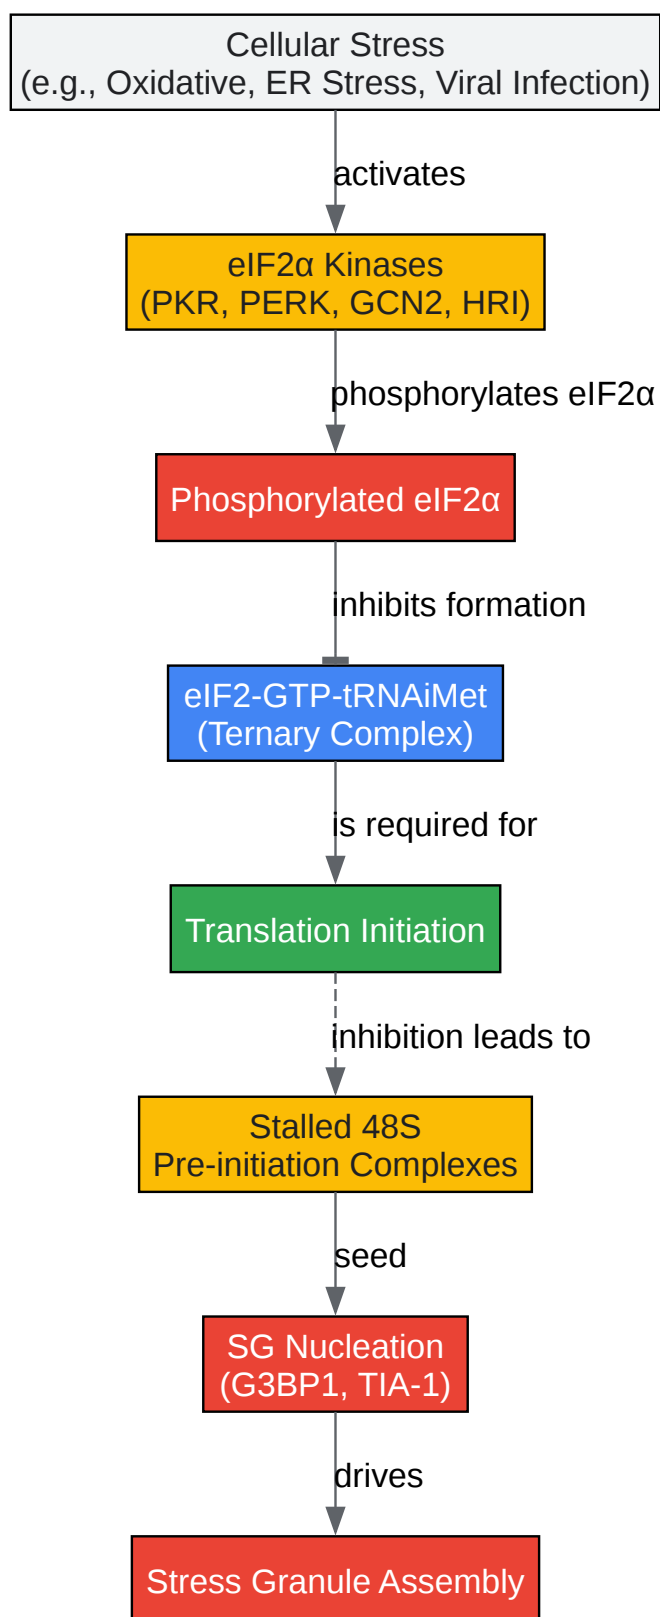 Cellular Stress
(e.g., Oxidative, ER Stress, Viral Infection)
activates
eIF2α Kinases
(PKR, PERK, GCN2, HRI)
phosphorylates eIF2α
Phosphorylated eIF2α
inhibits formation
eIF2-GTP-tRNAiMet
(Ternary Complex)
is required for
Translation Initiation
inhibition leads to
Stalled 48S
Pre-initiation Complexes
seed
SG Nucleation
(G3BP1, TIA-1)
drives
Stress Granule Assembly